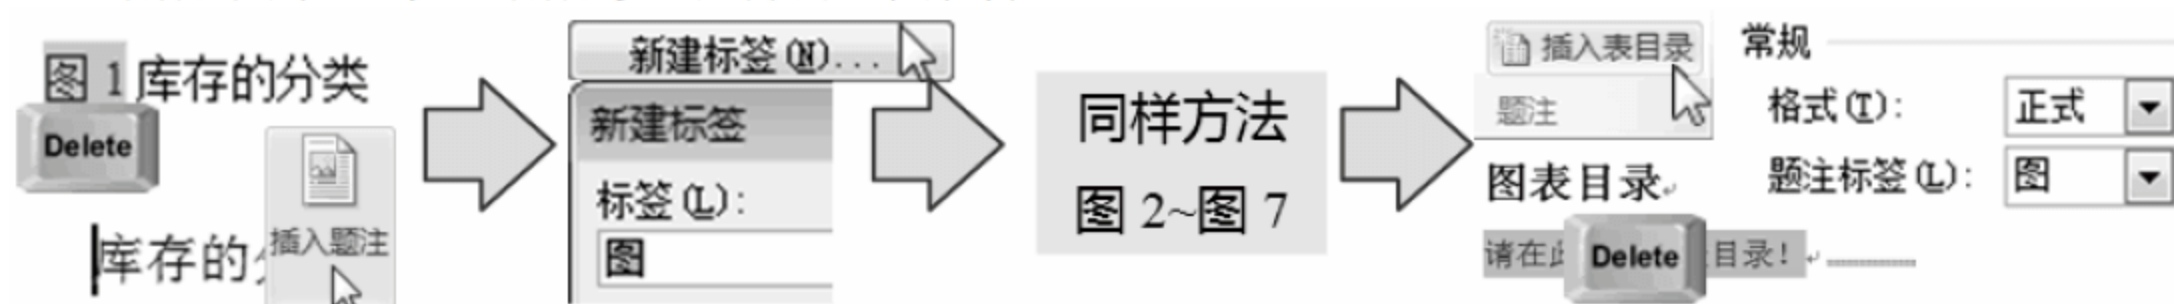 图 1 库存的分类
Delete
库存的
插入题注
新建标签(N)...
新建标签
标签(L):
图
同样方法
图 2~图 7
插入表目录
题注
图表目录
请在此
Delete
目录!
常规
格式(T):
正式
题注标签(L):
图